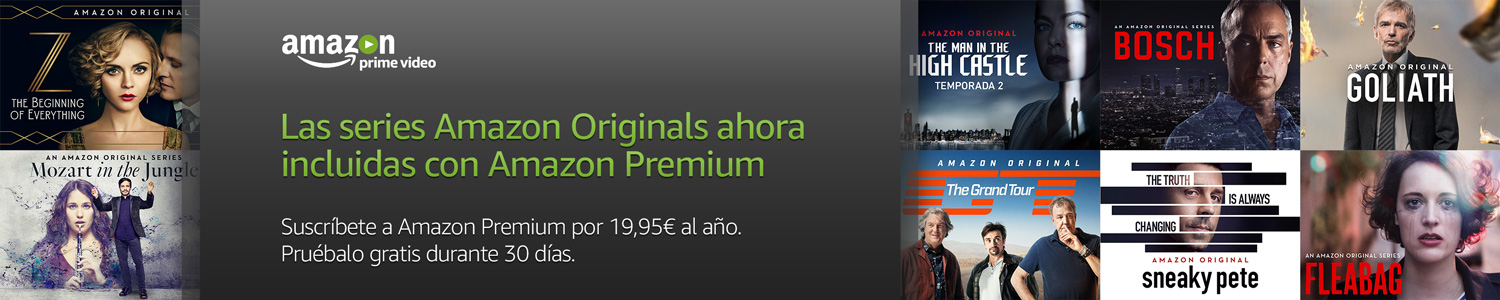 AMAZON ORIGINAL
Z
THE BEGINNING
OF EVERYTHING
AN AMAZON ORIGINAL SERIES
Mozart in the Jungle
amazon
prime video
Las series Amazon Originals ahora
incluidas con Amazon Premium
Suscríbete a Amazon Premium por 19,95€ al año.
Pruébalo gratis durante 30 días.
AMAZON ORIGINAL
THE MAN IN THE
HIGH CASTLE
TEMPORADA 2
AN AMAZON ORIGINAL SERIES
BOSCH
AMAZON ORIGINAL
GOLIATH
AMAZON ORIGINAL
GT
The Grand Tour
THE TRUTH
IS ALWAYS
CHANGING
AMAZON ORIGINAL
sneaky pete
AN AMAZON ORIGINAL SERIES
FLEABAG